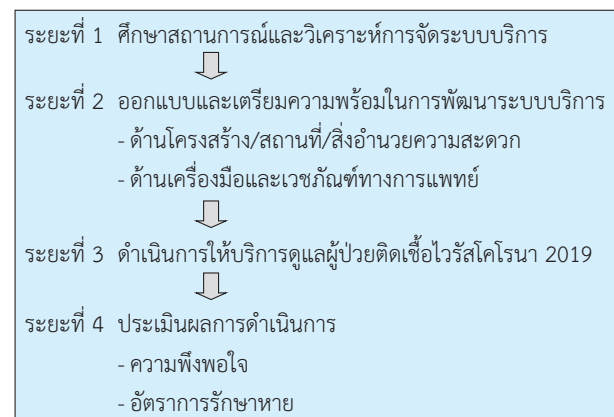 ระยะที่ 1 ศึกษาสถานการณ์และวิเคราะห์การจัดระบบบริการ
ระยะที่ 2 ออกแบบและเตรียมความพร้อมในการพัฒนาระบบบริการ
- ด้านโครงสร้าง/สถานที่/สิ่งอำนวยความสะดวก
- ด้านเครื่องมือและเวชภัณฑ์ทางการแพทย์
ระยะที่ 3 ดำเนินการให้บริการดูแลผู้ป่วยติดเชื้อไวรัสโคโรนา 2019
ระยะที่ 4 ประเมินผลการดำเนินการ
- ความพึงพอใจ
- อัตราการรักษาหาย